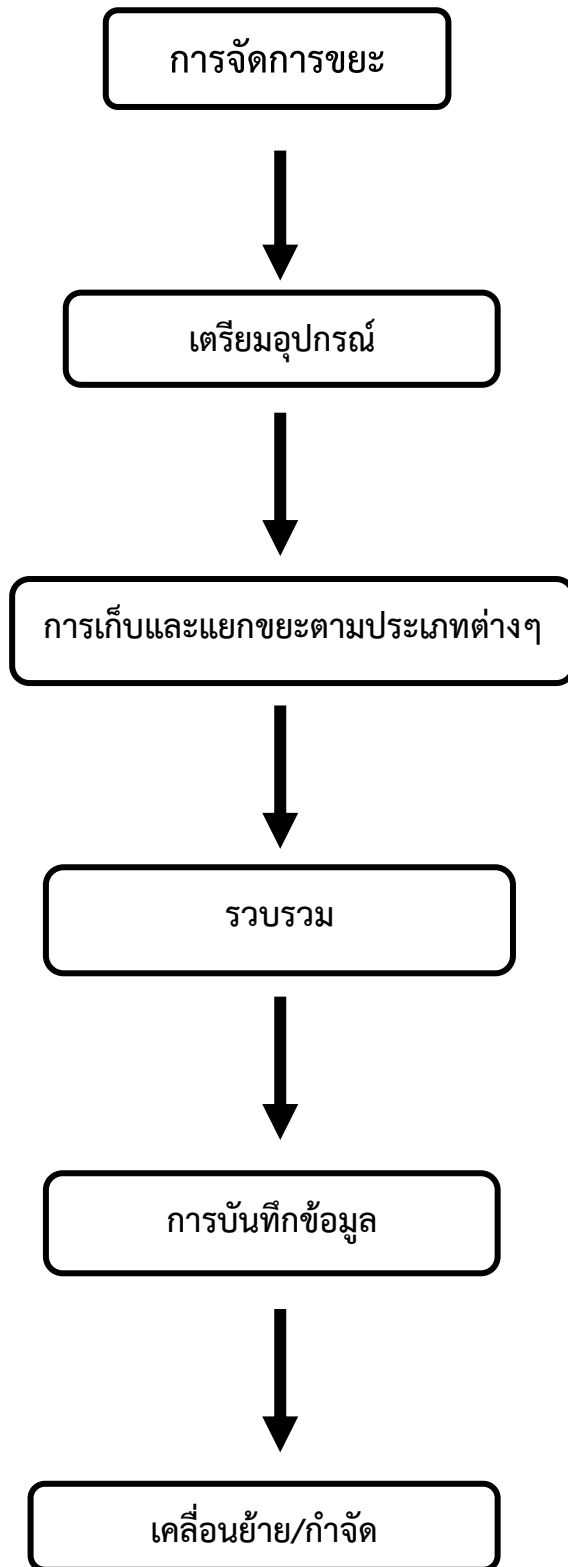 การจัดการขยะ
เตรียมอุปกรณ์
การเก็บและแยกขยะตามประเภทต่างๆ
รวบรวม
การบันทึกข้อมูล
เคลื่อนย้าย/กำจัด